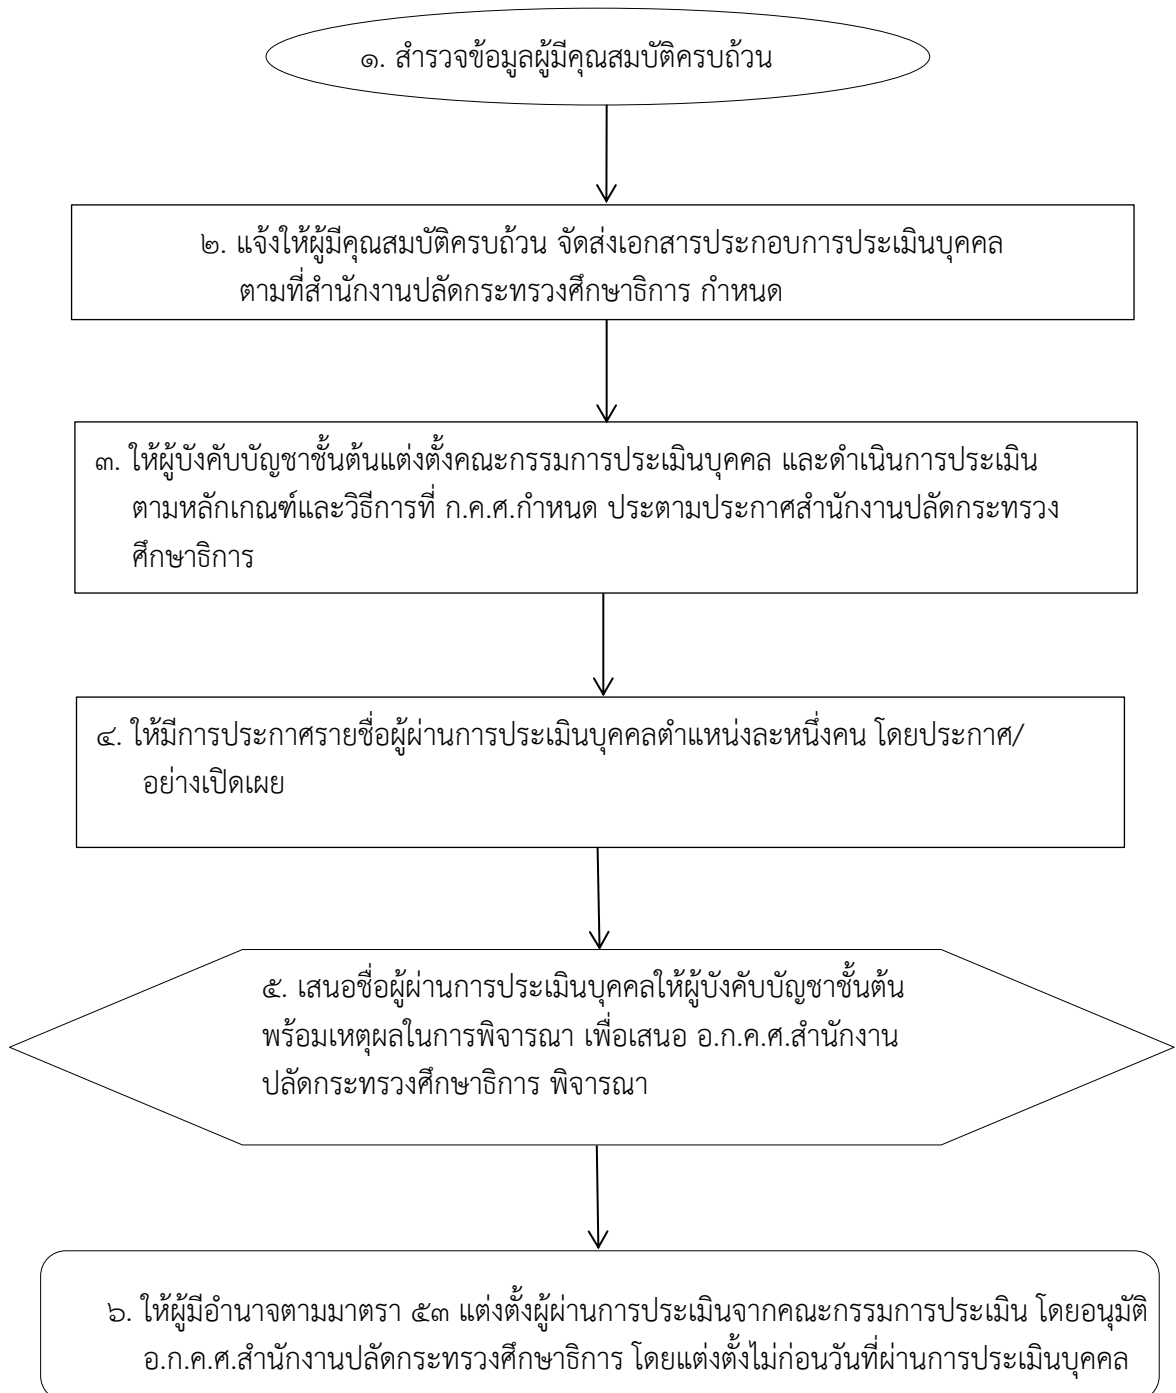 ๑. สำรวจข้อมูลผู้มีคุณสมบัติครบถ้วน
๒. แจ้งให้ผู้มีคุณสมบัติครบถ้วน จัดส่งเอกสารประกอบการประเมินบุคคล
ตามที่สำนักงานปลัดกระทรวงศึกษาธิการ กำหนด
๓. ให้ผู้บังคับบัญชาชั้นต้นแต่งตั้งคณะกรรมการประเมินบุคคล และดำเนินการประเมิน
ตามหลักเกณฑ์และวิธีการที่ ก.ค.ศ.กำหนด ประตามประกาศสำนักงานปลัดกระทรวง
ศึกษาธิการ
๔. ให้มีการประกาศรายชื่อผู้ผ่านการประเมินบุคคลตำแหน่งละหนึ่งคน โดยประกาศ/
อย่างเปิดเผย
๕. เสนอชื่อผู้ผ่านการประเมินบุคคลให้ผู้บังคับบัญชาชั้นต้น
พร้อมเหตุผลในการพิจารณา เพื่อเสนอ อ.ก.ค.ศ.สำนักงาน
ปลัดกระทรวงศึกษาธิการ พิจารณา
๖. ให้ผู้มีอำนาจตามมาตรา ๕๓ แต่งตั้งผู้ผ่านการประเมินจากคณะกรรมการประเมิน โดยอนุมัติ
อ.ก.ค.ศ.สำนักงานปลัดกระทรวงศึกษาธิการ โดยแต่งตั้งไม่ก่อนวันที่ผ่านการประเมินบุคคล